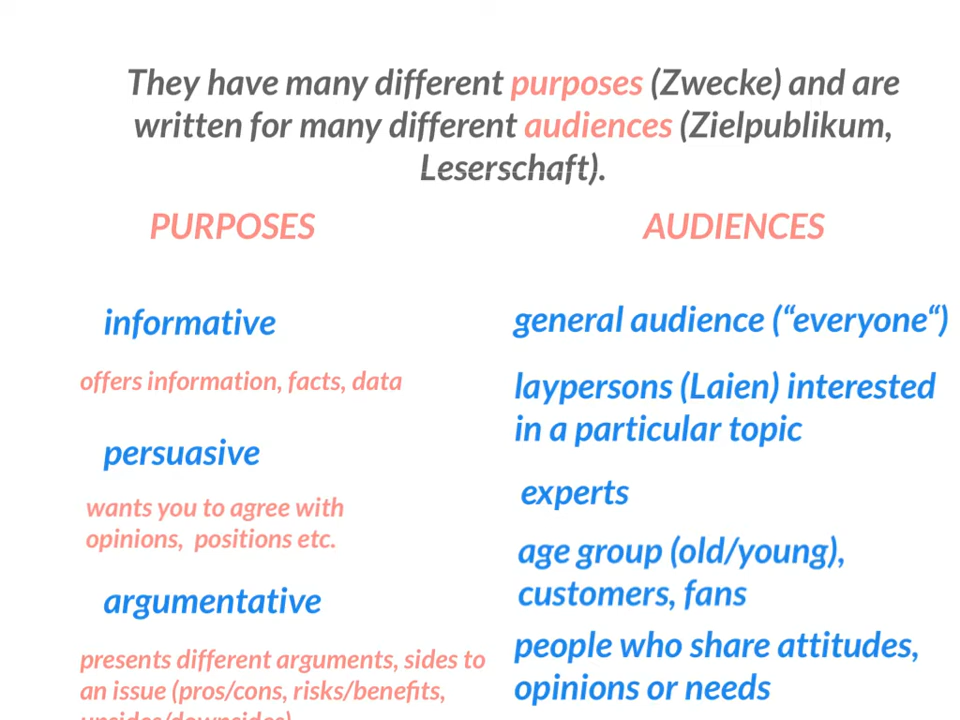 They have many different purposes (Zwecke) and are
written for many different audiences (Zielpublikum,
Leserschaft).
PURPOSES
informative
offers information, facts, data
persuasive
wants you to agree with
opinions, positions etc.
argumentative
presents different arguments, sides to
an issue (pros/cons, risks/benefits,
upsides/downsides)
AUDIENCES
general audience (“everyone“)
laypersons (Laien) interested
in a particular topic
experts
age group (old/young),
customers, fans
people who share attitudes,
opinions or needs